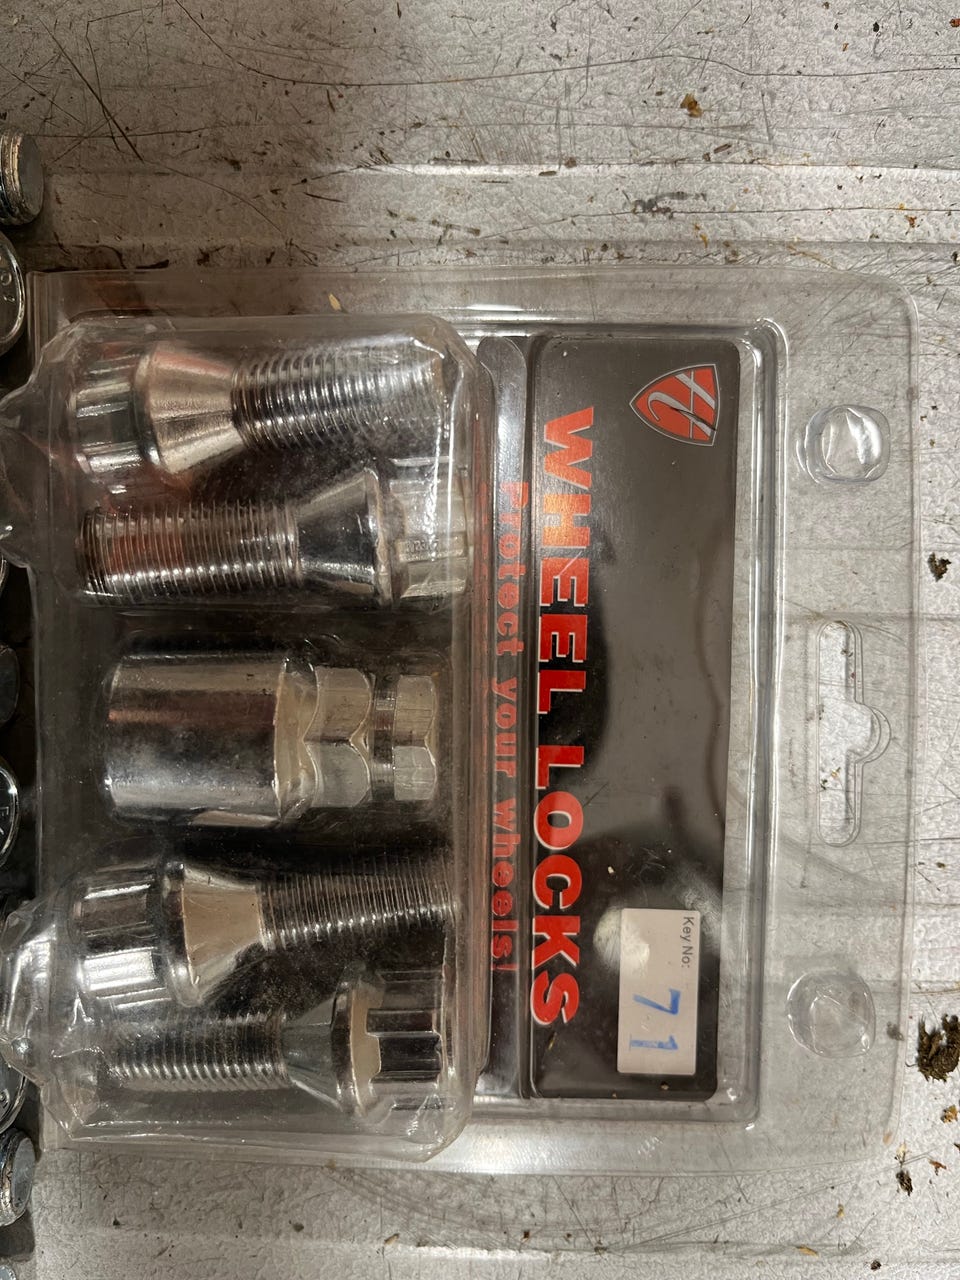 WHEEL LOCKS
Protect your wheels!
Key No:
71